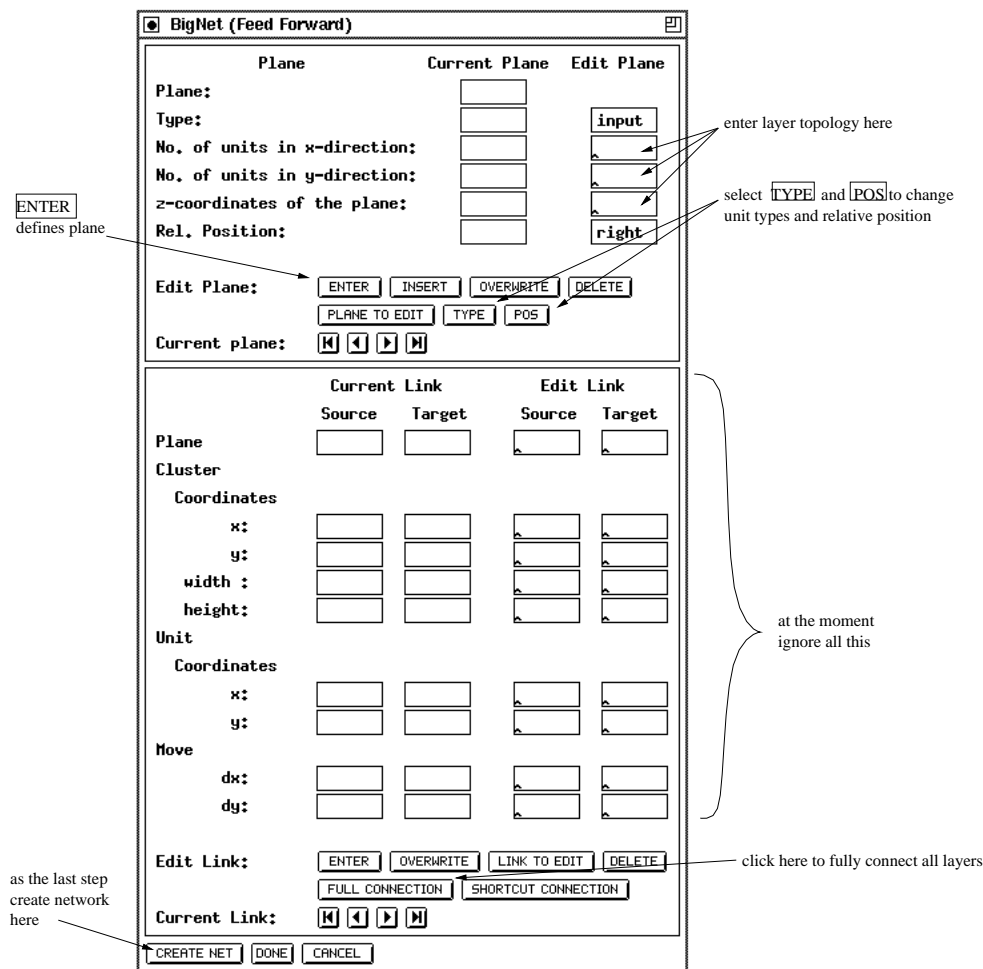 BigNet (Feed Forward)
Plane Current Plane Edit Plane
Plane:
Type: input
No. of units in x-direction:
No. of units in y-direction:
z-coordinates of the plane:
Rel. Position: right
enter layer topology here
select TYPE and POS to change
unit types and relative position
ENTER
defines plane
Edit Plane: ENTER INSERT OVERWRITE DELETE
PLANE TO EDIT TYPE POS
Current plane:
Current Link Edit Link
Source Target Source Target
Plane
Cluster
Coordinates
x:
y:
width :
height:
Unit
Coordinates
x:
y:
Move
dx:
dy:
at the moment
ignore all this
Edit Link: ENTER OVERWRITE LINK TO EDIT DELETE
FULL CONNECTION SHORTCUT CONNECTION
click here to fully connect all layers
Current Link:
as the last step
create network
here
CREATE NET DONE CANCEL